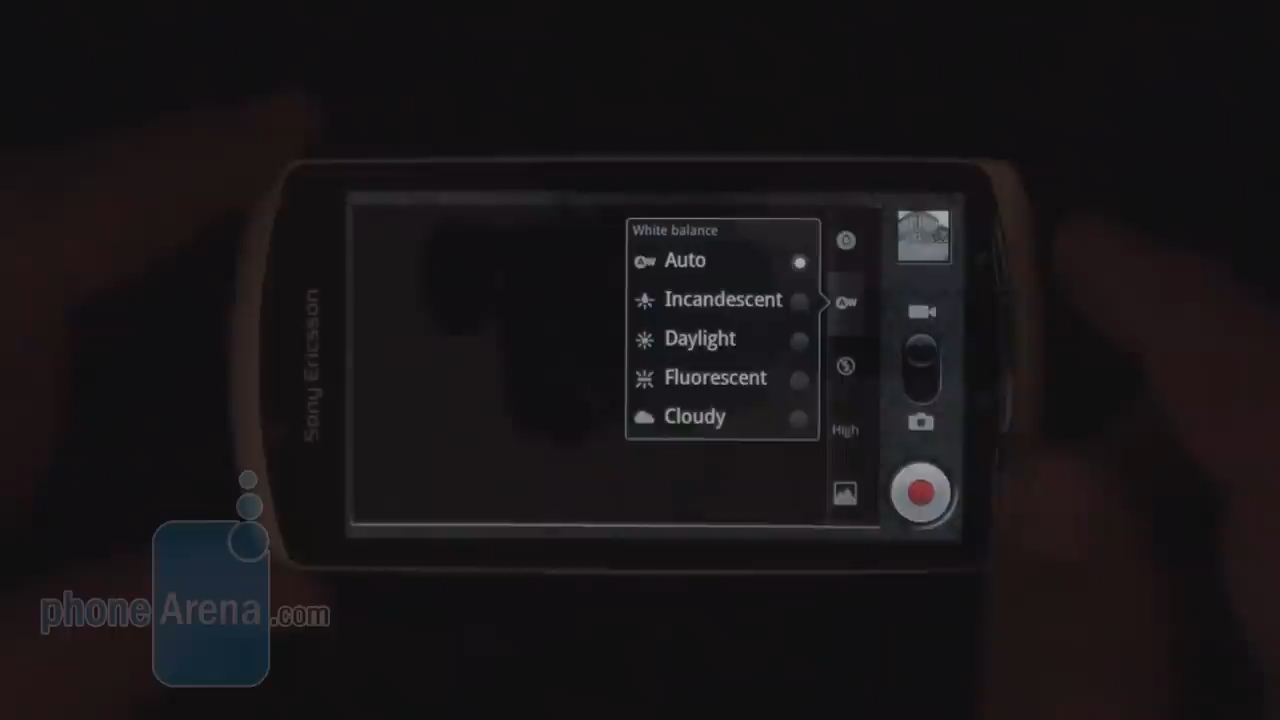 White balance
Auto
Incandescent
Daylight
Fluorescent
Cloudy
High
Sony Ericsson
phoneArena.com